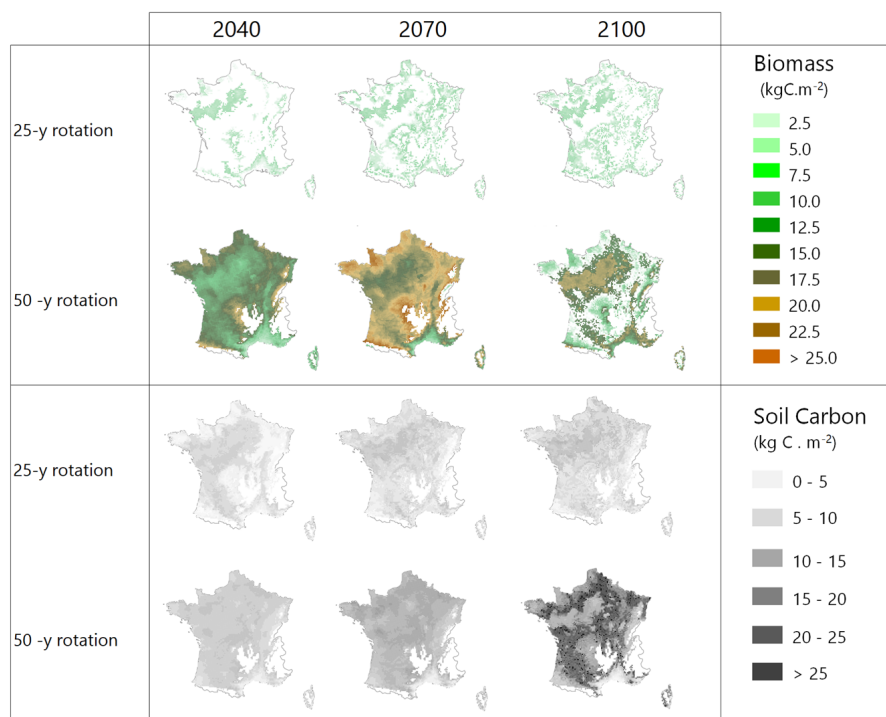 2040 2070 2100
25-y rotation
50 -y rotation
Biomass
(kgC.m-²)
2.5
5.0
7.5
10.0
12.5
15.0
17.5
20.0
22.5
> 25.0
25-y rotation
50 -y rotation
Soil Carbon
(kg C . m-²)
0 - 5
5 - 10
10 - 15
15 - 20
20 - 25
> 25